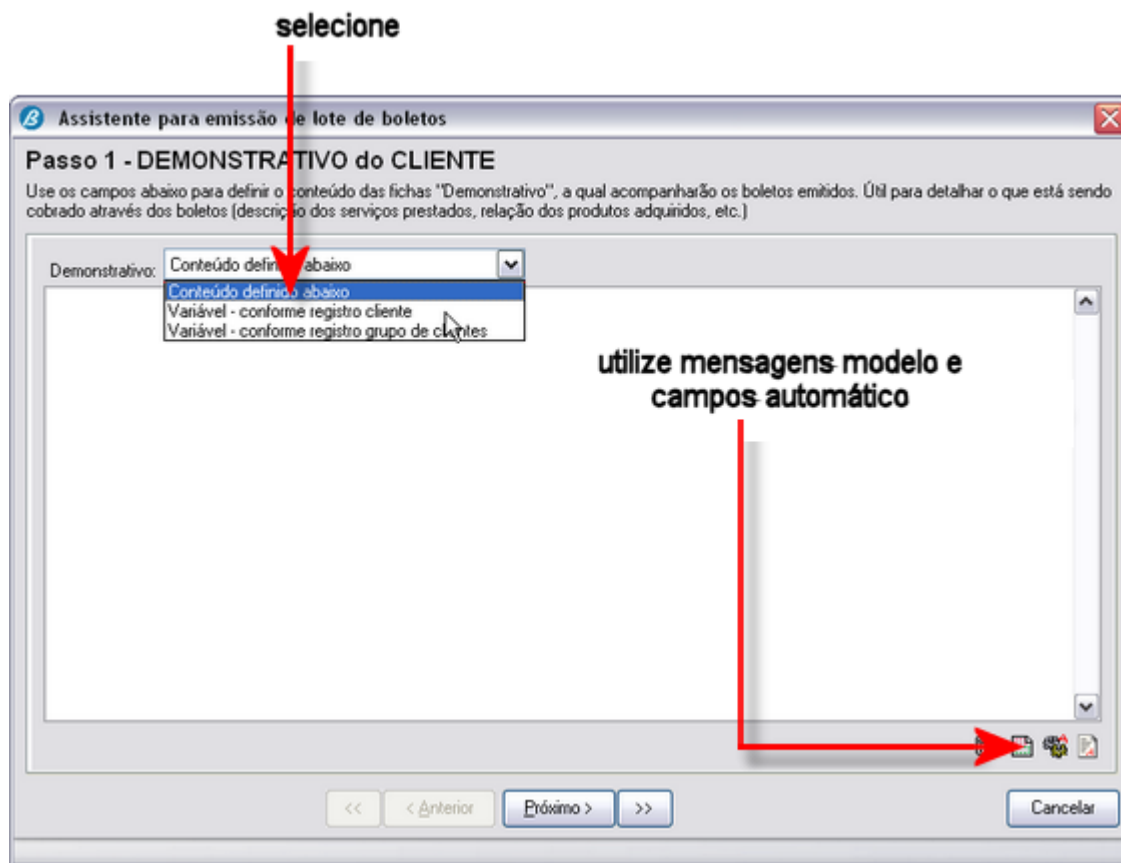 selecione
Assistente para emissão de lote de boletos
Passo 1 - DEMONSTRATIVO do CLIENTE
Use os campos abaixo para definir o conteúdo das fichas "Demonstrativo", a qual acompanharão os boletos emitidos. Útil para detalhar o que está sendo
cobrado através dos boletos (descrição dos serviços prestados, relação dos produtos adquiridos, etc.)
Demonstrativo: Conteúdo definido abaixo
Conteúdo definido abaixo
Variável - conforme registro cliente
Variável - conforme registro grupo de clientes
utilize mensagens modelo e
campos automático
<< < Anterior Próximo > >> Cancelar